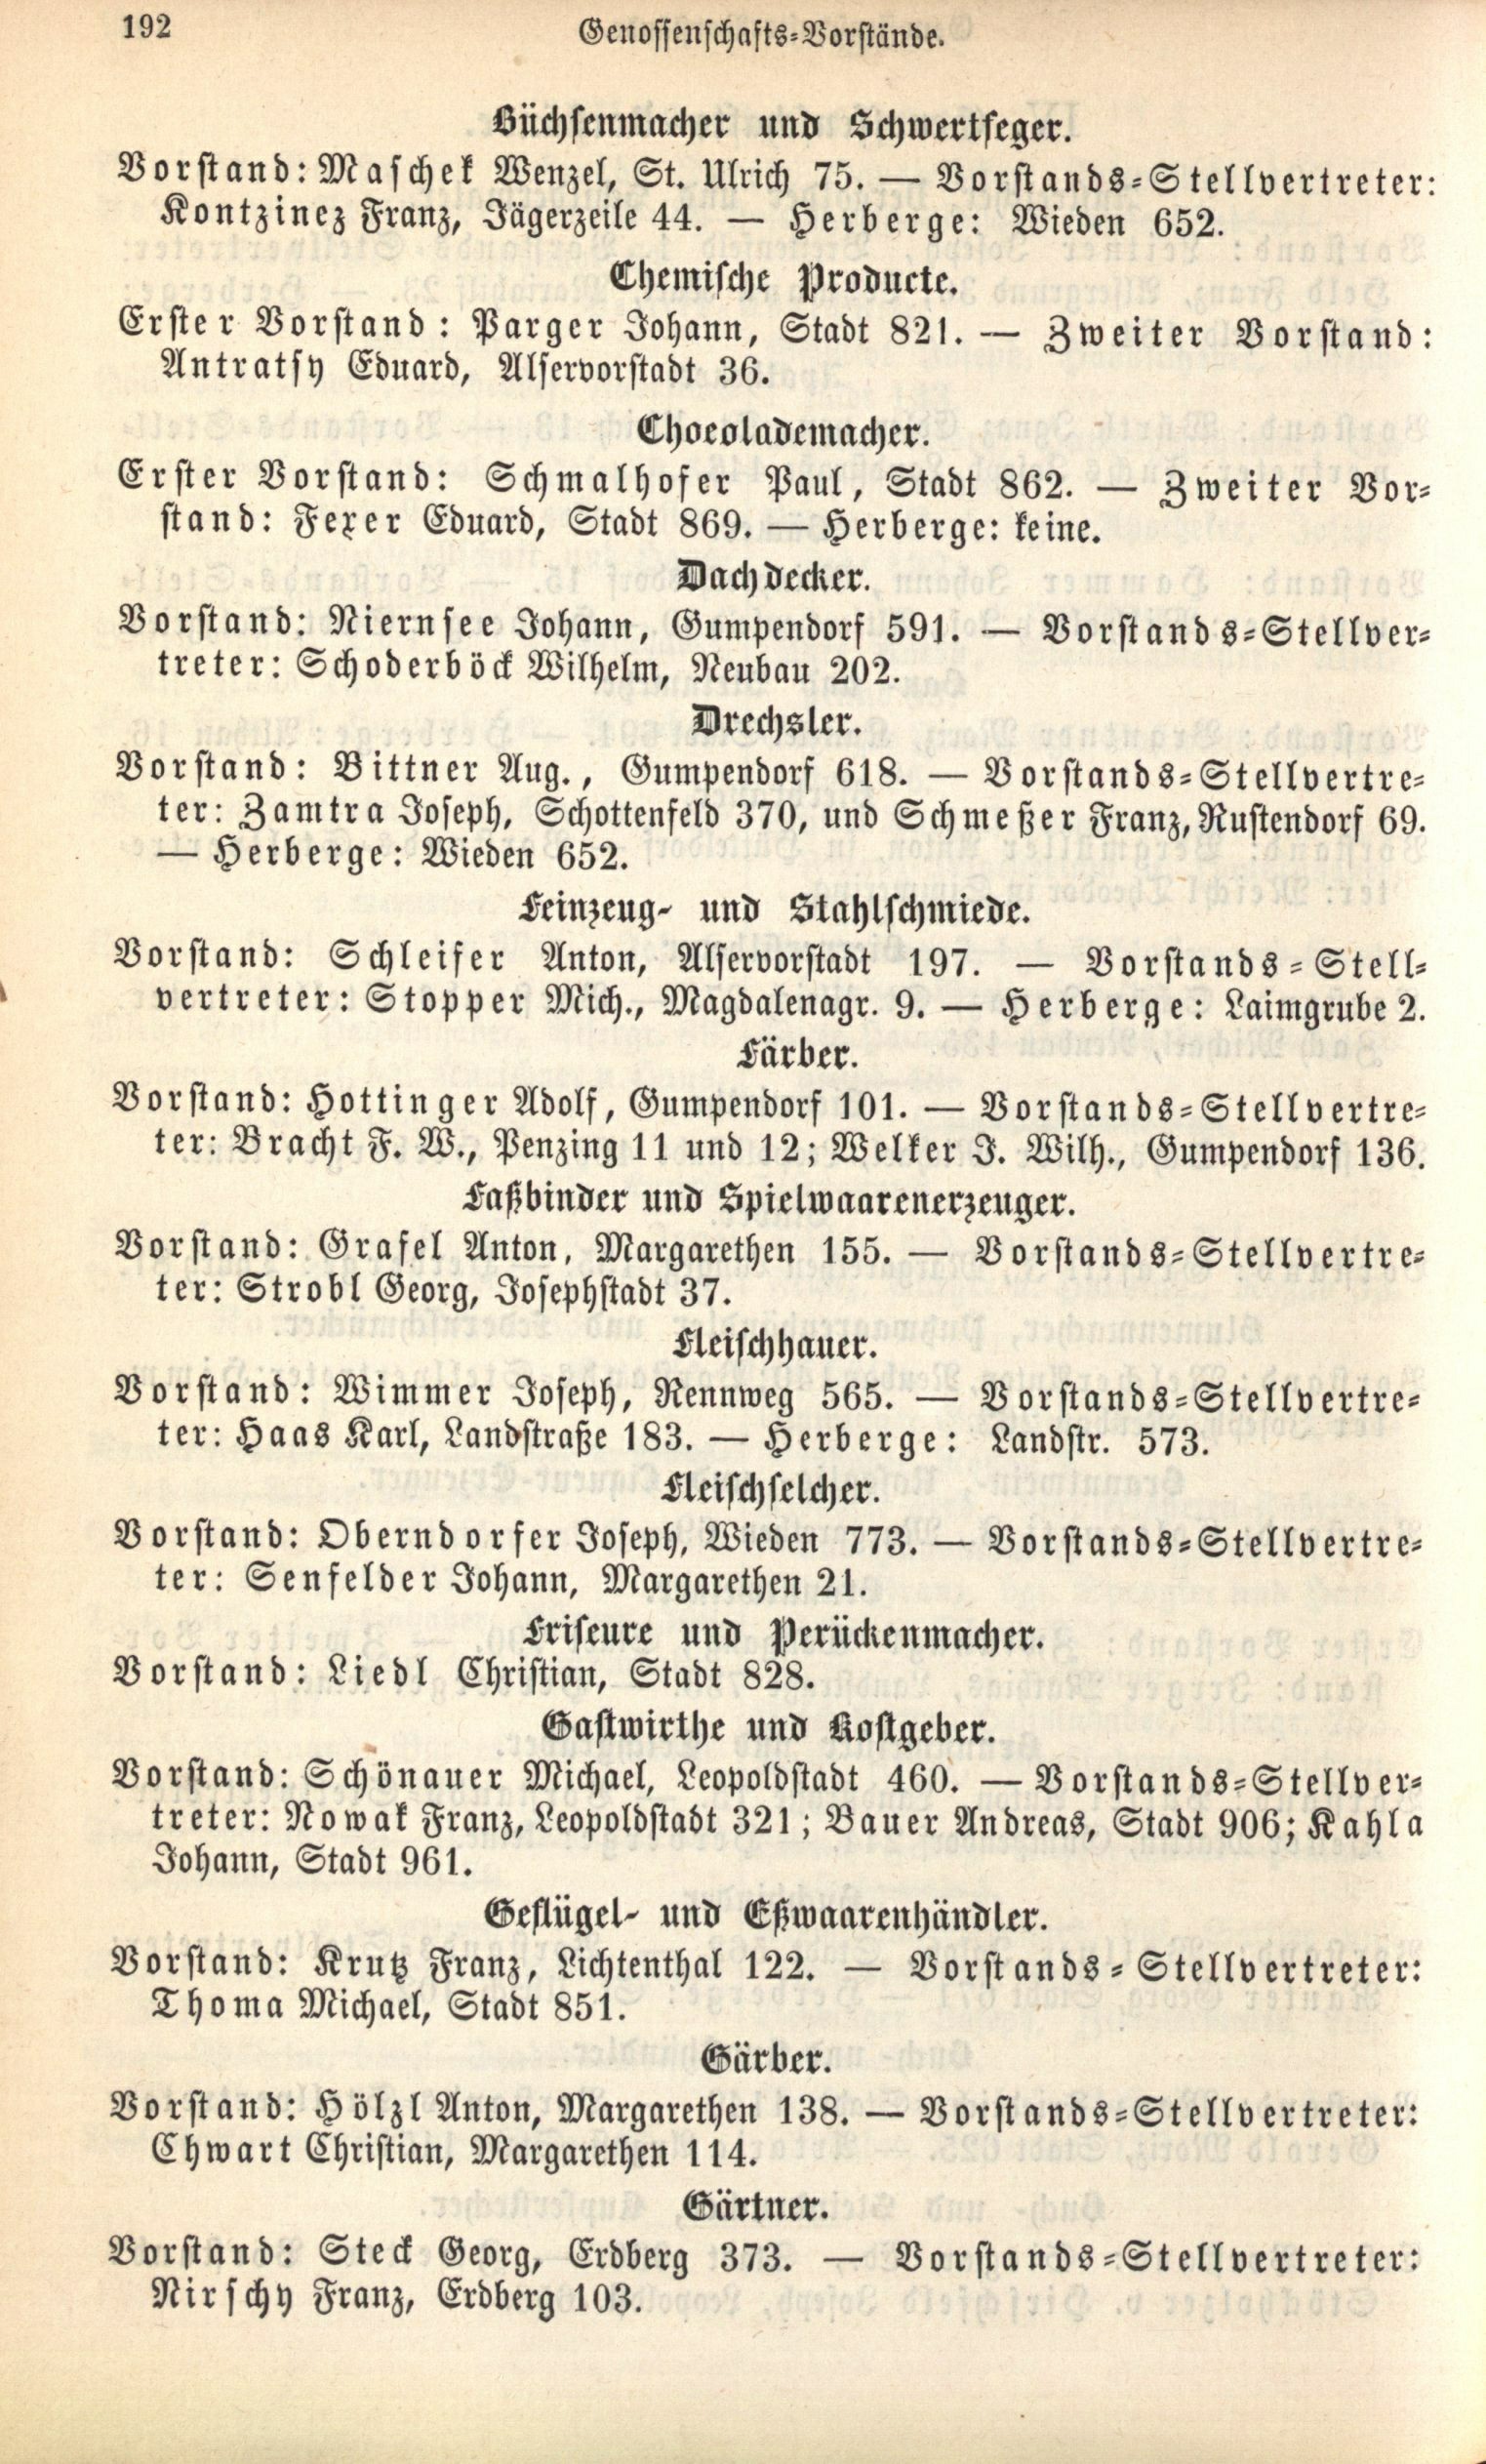 192
Genossenschafts-Vorstände.
Büchsenmacher und Schwertfeger.
Vorstand: Maschek Wenzel, St. Ulrich 75. — Vorstands-Stellvertreter:
Kontzinez Franz, Jägerzeile 44. — Herberge: Wieden 652.
Chemische Producte.
Erster Vorstand: Parger Johann, Stadt 821. — Zweiter Vorstand:
Antratsy Eduard, Alservorstadt 36.
Chocolademacher.
Erster Vorstand: Schmalhofer Paul, Stadt 862. — Zweiter Vor-
stand: Fexer Eduard, Stadt 869. — Herberge: keine.
Dachdecker.
Vorstand: Niernsee Johann, Gumpendorf 591. — Vorstands-Stellver-
treter: Schoderböck Wilhelm, Neubau 202.
Drechsler.
Vorstand: Bittner Aug., Gumpendorf 618. — Vorstands-Stellvertre-
ter: Zamtra Joseph, Schottenfeld 370, und Schmeßer Franz, Rustendorf 69.
— Herberge: Wieden 652.
Feinzeug- und Stahlschmiede.
Vorstand: Schleifer Anton, Alservorstadt 197. — Vorstands-Stell-
vertreter: Stopper Mich., Magdalenagr. 9. — Herberge: Laimgrube 2.
Färber.
Vorstand: Hottinger Adolf, Gumpendorf 101. — Vorstands-Stellvertre-
ter: Bracht F. W., Penzing 11 und 12; Welker J. Wilh., Gumpendorf 136.
Faßbinder und Spielwaarenerzeuger.
Vorstand: Grafel Anton, Margarethen 155. — Vorstands-Stellvertre-
ter: Strobl Georg, Josephstadt 37.
Fleischhauer.
Vorstand: Wimmer Joseph, Rennweg 565. — Vorstands-Stellvertre-
ter: Haas Karl, Landstraße 183. — Herberge: Landstr. 573.
Fleischselcher.
Vorstand: Oberndorfer Joseph, Wieden 773. — Vorstands-Stellvertre-
ter: Senfelder Johann, Margarethen 21.
Friseure und Perückenmacher.
Vorstand: Liedl Christian, Stadt 828.
Gastwirthe und Kostgeber.
Vorstand: Schönauer Michael, Leopoldstadt 460. — Vorstands-Stellver-
treter: Nowak Franz, Leopoldstadt 321; Bauer Andreas, Stadt 906; Kahla
Johann, Stadt 961.
Geflügel- und Eßwaarenhändler.
Vorstand: Krutz Franz, Lichtenthal 122. — Vorstands-Stellvertreter:
Thoma Michael, Stadt 851.
Gärber.
Vorstand: Hölzl Anton, Margarethen 138. — Vorstands-Stellvertreter:
Chwart Christian, Margarethen 114.
Gärtner.
Vorstand: Steck Georg, Erdberg 373. — Vorstands-Stellvertreter:
Nirschy Franz, Erdberg 103.